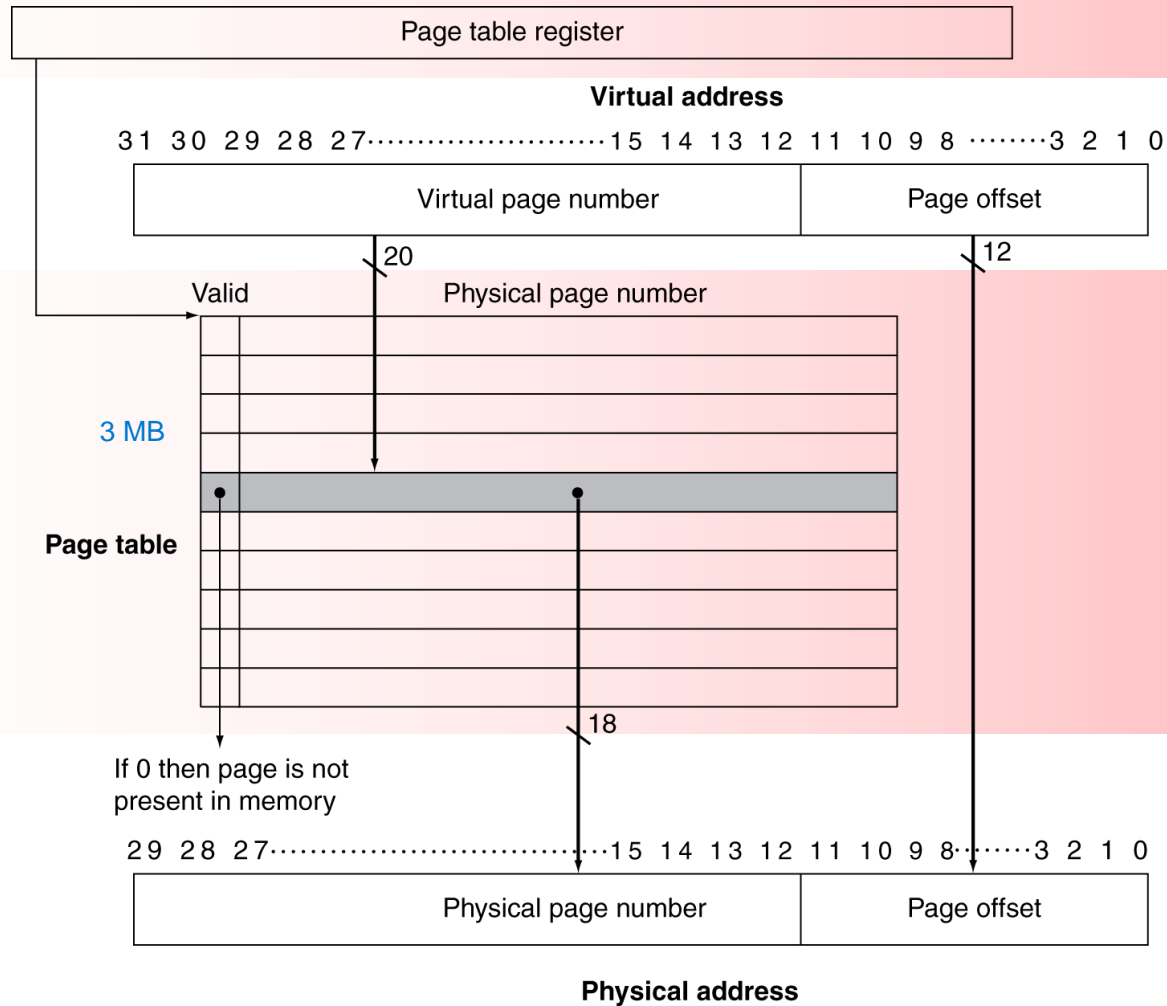 Page table register
Virtual address
31 30 29 28 27·······················15 14 13 12 11 10 9 8 ········3 2 1 0
Virtual page number Page offset
20 12
Valid Physical page number
3 MB
Page table
18
If 0 then page is not
present in memory
29 28 27·································15 14 13 12 11 10 9 8········3 2 1 0
Physical page number Page offset
Physical address